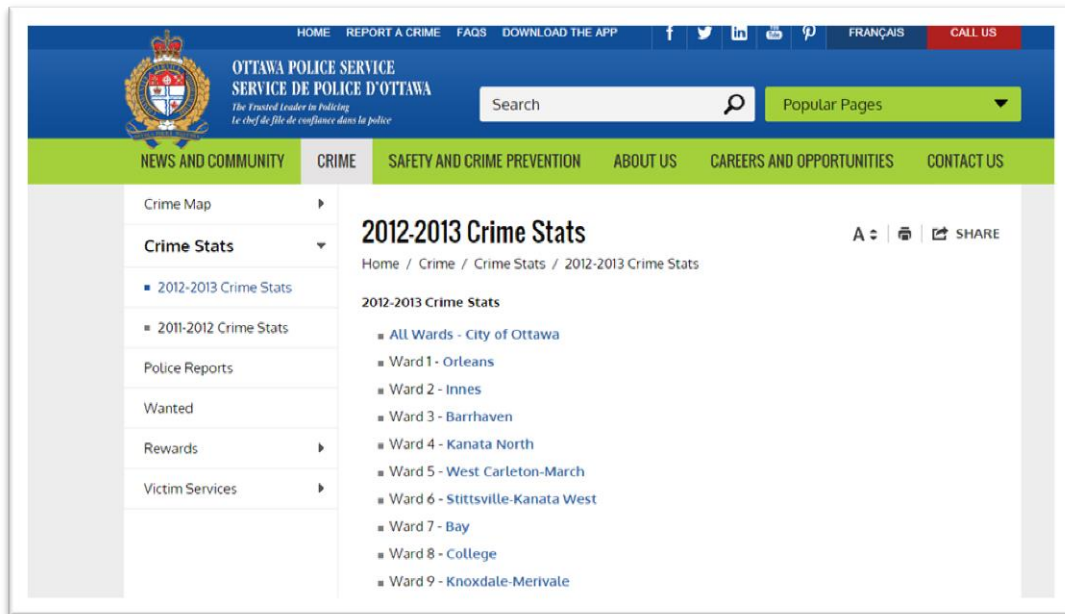 HOME REPORT A CRIME FAQS DOWNLOAD THE APP f in You Tube FRANÇAIS CALL US
OTTAWA POLICE SERVICE
SERVICE DE POLICE D'OTTAWA
The Trusted Leader in Policing
Le chef de file de confiance dans la police
Search
Popular Pages
NEWS AND COMMUNITY CRIME SAFETY AND CRIME PREVENTION ABOUT US CAREERS AND OPPORTUNITIES CONTACT US
Crime Map
Crime Stats
2012-2013 Crime Stats
2011-2012 Crime Stats
Police Reports
Wanted
Rewards
Victim Services
2012-2013 Crime Stats
A SHARE
Home / Crime / Crime Stats / 2012-2013 Crime Stats
2012-2013 Crime Stats
All Wards - City of Ottawa
Ward 1 - Orleans
Ward 2 - Innes
Ward 3 - Barrhaven
Ward 4 - Kanata North
Ward 5 - West Carleton-March
Ward 6 - Stittsville-Kanata West
Ward 7 - Bay
Ward 8 - College
Ward 9 - Knoxdale-Merivale